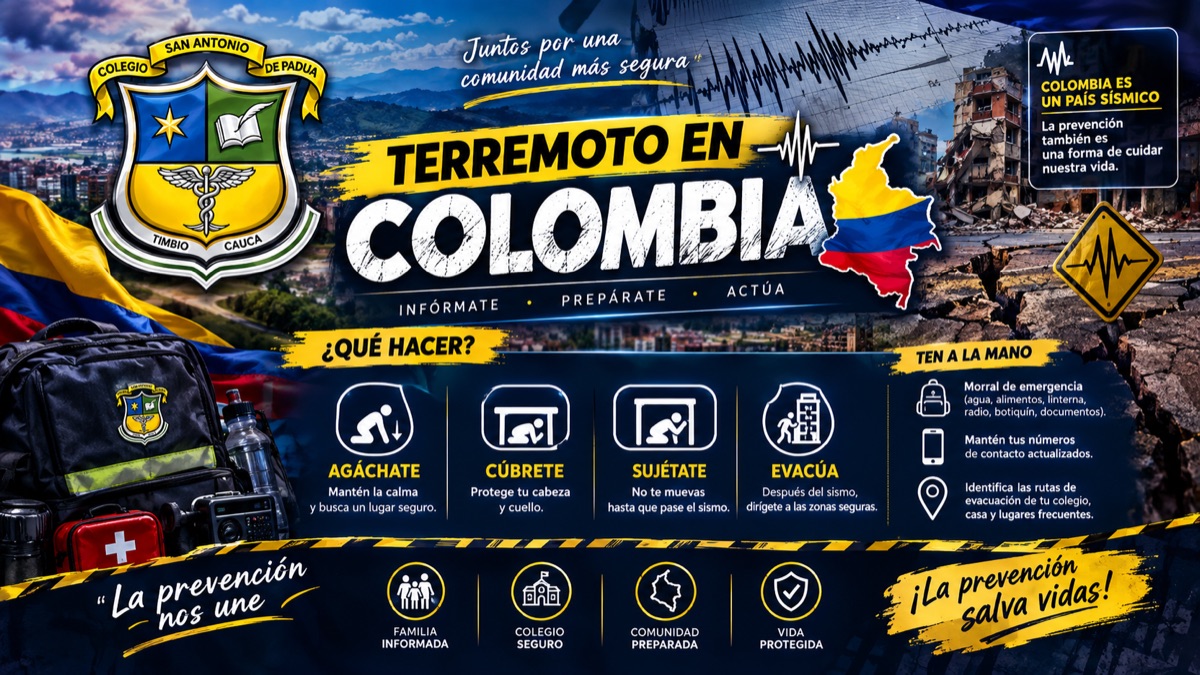 SAN ANTONIO
COLEGIO DE PADUA
TIMBIO CAUCA
Juntos por una
comunidad más segura"
COLOMBIA ES
UN PAÍS SÍSMICO
La prevención
también es
una forma de cuidar
nuestra vida.
TERREMOTO EN
COLOMBIA
INFÓRMATE • PREPÁRATE • ACTÚA
¿QUÉ HACER?
AGÁCHATE
Mantén la calma
y busca un lugar seguro.
CÚBRETE
Protege tu cabeza
y cuello.
SUJÉTATE
No te muevas
hasta que pase el sismo.
EVACÚA
Después del sismo,
dirígete a las zonas seguras.
TEN A LA MANO
Morral de emergencia
(agua, alimentos, linterna,
radio, botiquín, documentos).
Mantén tus números
de contacto actualizados.
Identifica las rutas de
evacuación de tu colegio,
casa y lugares frecuentes.
"La prevención
nos une
FAMILIA
INFORMADA
COLEGIO
SEGURO
COMUNIDAD
PREPARADA
VIDA
PROTEGIDA
¡La prevención
salva vidas!